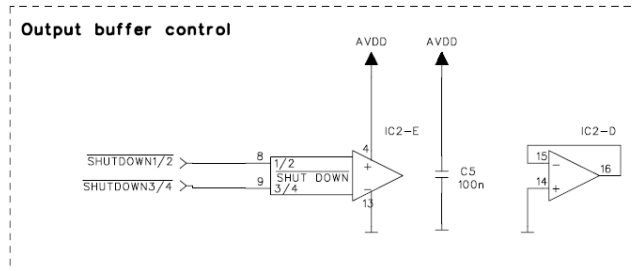 Output buffer control
AVDD
AVDD
IC2-E
IC2-D
SHUTDOWN1/2
8
1/2
4
+
SHUT DOWN
SHUTDOWN3/4
9
3/4
−
13
C5
100n
15
−
16
14
+